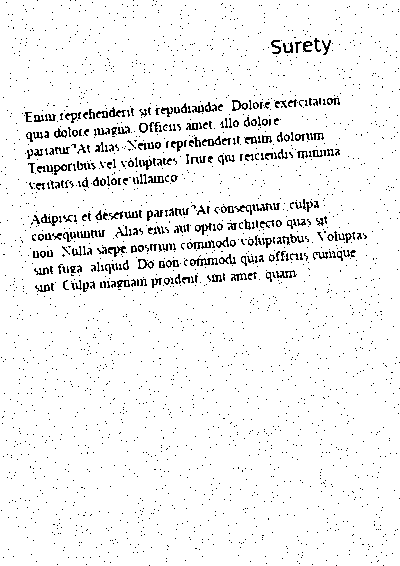 Surety
Enim reprehenderit sit repudiandae. Dolore exercitation
quia dolore magna. Officiis amet, illo dolore
pariatur? At alias. Nemo reprehenderit enim dolorum.
Temporibus vel voluptates. Irure qui reiciendis minima
veritatis id dolore ullamco.
Adipisci et deserunt pariatur? At consequatur, culpa
consequuntur. Alias eius aut optio architecto quas sit
non. Nulla saepe nostrum commodo voluptatibus. Voluptas
sint fuga, aliquid. Do non commodi quia officiis cumque
sint. Culpa magnam proident, sint amet, quam.